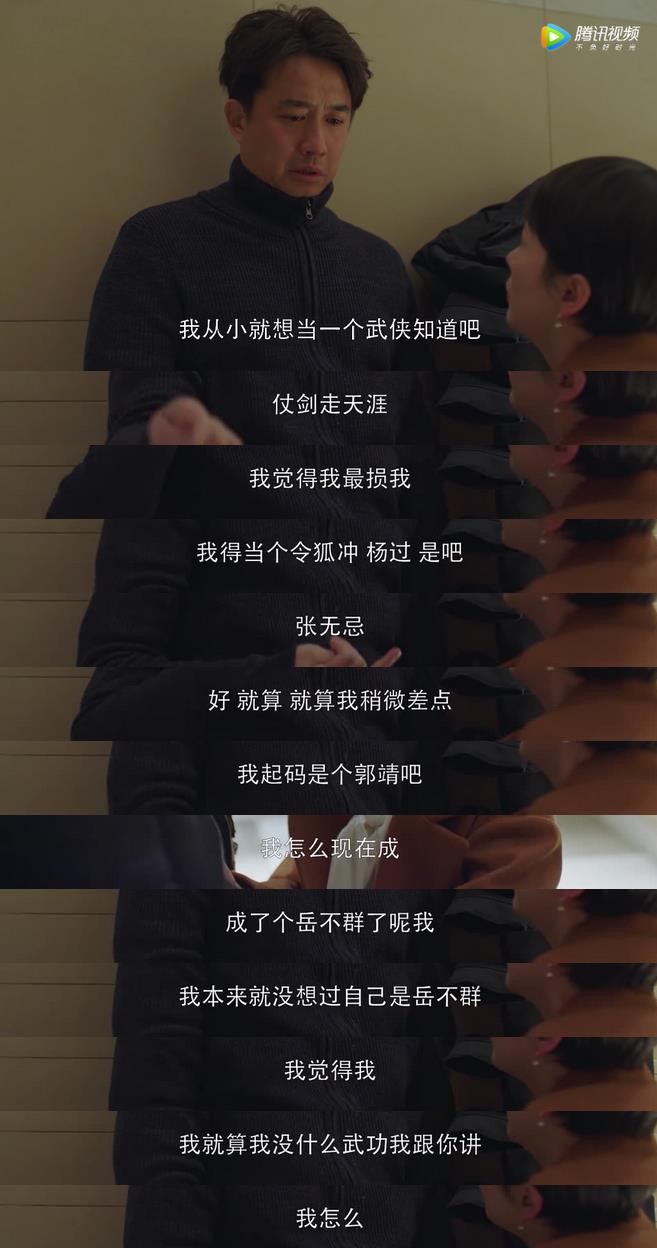 腾讯视频
不负好时光
我从小就想当一个武侠知道吧
仗剑走天涯
我觉得我最损我
我得当个令狐冲 杨过 是吧
张无忌
好 就算 就算我稍微差点
我起码是个郭靖吧
我怎么现在成
成了个岳不群了呢我
我本来就没想过自己是岳不群
我觉得我
我就算我没什么武功我跟你讲
我怎么